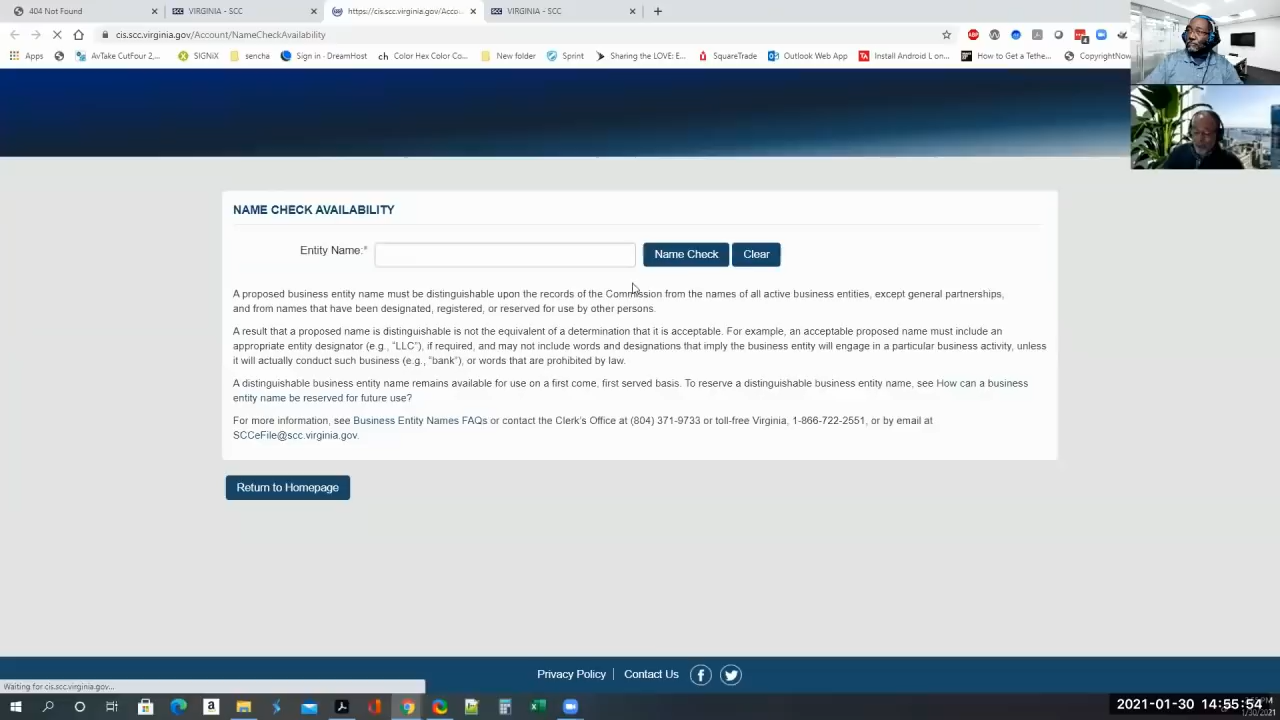 404 Not Found
VIRGINIA - SCC
https://cis.scc.virginia.gov/Acco...
VIRGINIA - SCC
cis.scc.virginia.gov/Account/NameCheckAvailability
Apps
AvTake CutFour 2,...
SIGNiX
sencha
Sign in - DreamHost
ch Color Hex Color Co...
New folder
Sprint
Sharing the LOVE: E...
SquareTrade
Outlook Web App
TA Install Android L on...
How to Get a Tethe...
CopyrightNow
NAME CHECK AVAILABILITY
Entity Name:*
Name Check
Clear
A proposed business entity name must be distinguishable upon the records of the Commission from the names of all active business entities, except general partnerships,
and from names that have been designated, registered, or reserved for use by other persons.
A result that a proposed name is distinguishable is not the equivalent of a determination that it is acceptable. For example, an acceptable proposed name must include an
appropriate entity designator (e.g., "LLC"), if required, and may not include words and designations that imply the business entity will engage in a particular business activity, unless
it will actually conduct such business (e.g., "bank"), or words that are prohibited by law.
A distinguishable business entity name remains available for use on a first come, first served basis. To reserve a distinguishable business entity name, see How can a business
entity name be reserved for future use?
For more information, see Business Entity Names FAQs or contact the Clerk's Office at (804) 371-9733 or toll-free Virginia, 1-866-722-2551, or by email at
SCCeFile@scc.virginia.gov.
Return to Homepage
Privacy Policy | Contact Us
Waiting for cis.scc.virginia.gov...
2021-01-30 14:55:54